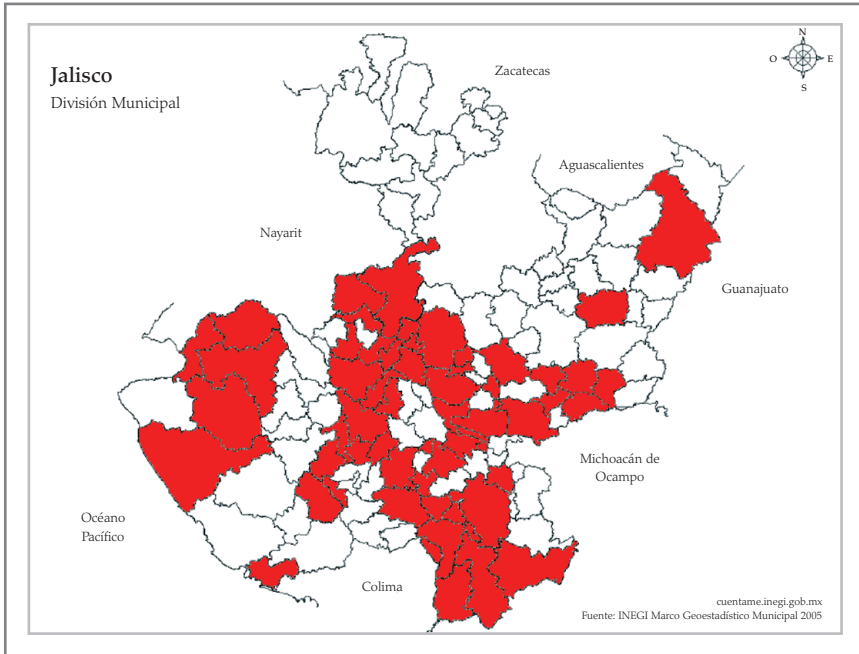 Jalisco
División Municipal
Zacatecas
N
O
E
S
Aguascalientes
Nayarit
Guanajuato
Michoacán de
Ocampo
Océano
Pacífico
Colima
cuentame.inegi.gob.mx
Fuente: INEGI Marco Geoestadístico Municipal 2005